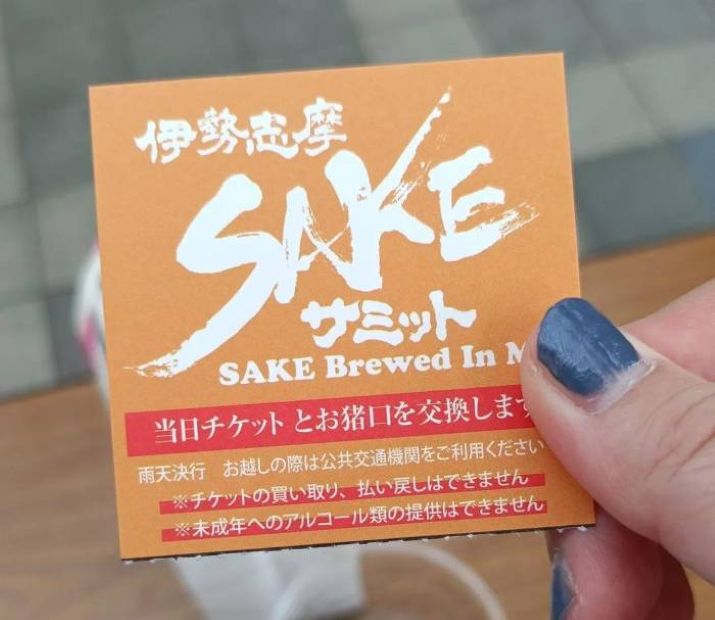 伊勢志摩
SAKE
サミット
SAKE Brewed In
当日チケットとお猪口を交換します
雨天決行 お越しの際は公共交通機関をご利用ください
※チケットの買い取り、払い戻しはできません
※未成年へのアルコール類の提供はできません